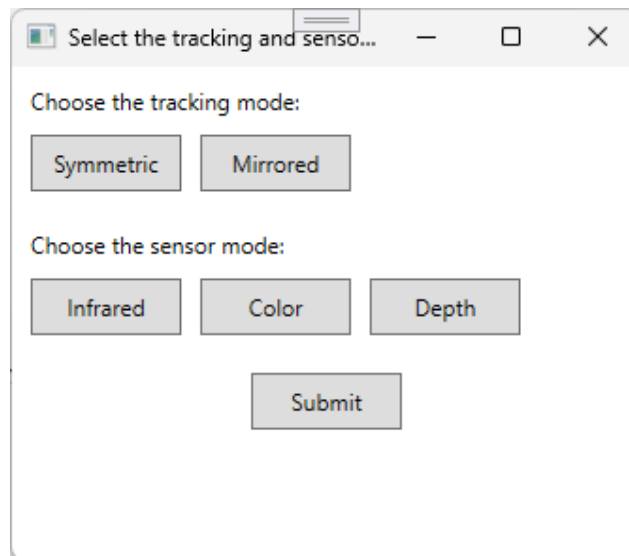 Select the tracking and senso...
Choose the tracking mode:
Symmetric Mirrored
Choose the sensor mode:
Infrared Color Depth
Submit